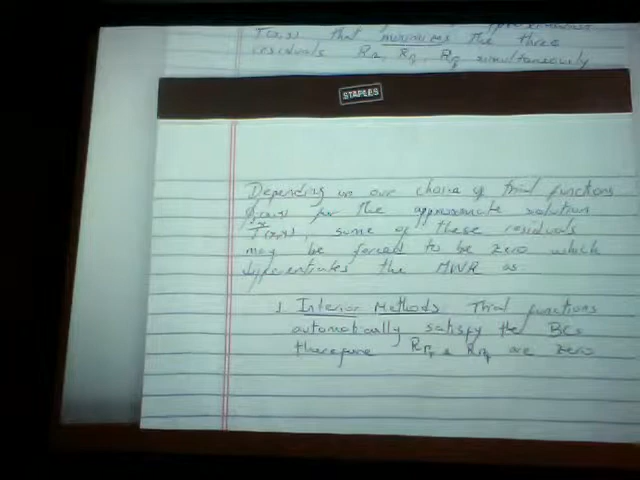 that minimizes the three
residuals R simultaneously
STAPLES
Depending on our choice of trial functions
for the approximate solution
T(x,y), some of these residuals
may be forced to be zero which
differentiates the MWR as
1. Interior Methods Trial functions
automatically satisfy the BCs
therefore R & R are zero